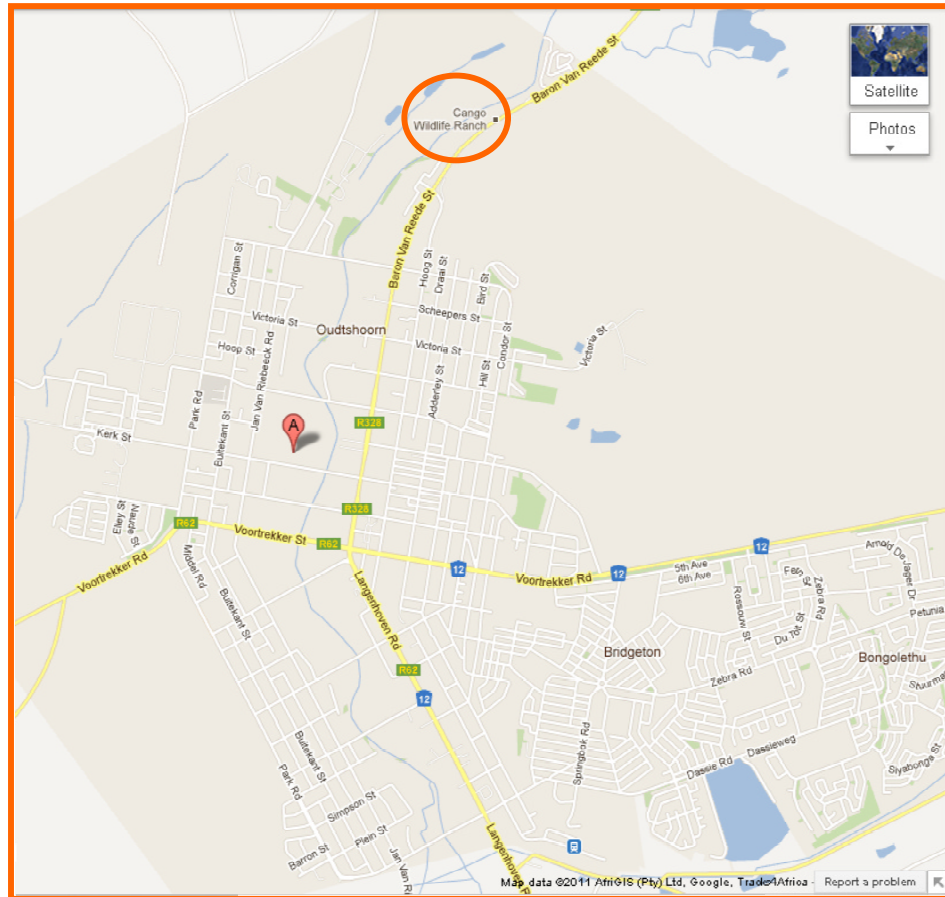 Baron Van Reede St
Satellite
Cango
Wildlife Ranch
Photos
Baron Van Reede St
Corrigan St
Hoog St
Draai St
Bird St
Scheepers St
Victoria St
Oudtshoorn
Victoria St
Victoria St
Condor St
Hoop St
Jan Van Riebeeck Rd
Hill St
Adderley St
Park Rd
A
R328
Buitekant St
Kerk St
Elley St
Naude St
R62
R328
Voortrekker St
R62
Voortrekker Rd
12
12
12
Voortrekker Rd
5th Ave
6th Ave
Arnold De Jager Dr
Fern St
Zebra Rd
Petunia
Middel Rd
Buitekant St
Langenhoven Rd
Rossouw St
Du Toit St
Bridgeton
Bongolethu
R62
12
Zebra Rd
Stuurma
Buitekant St
Springbok Rd
Dassie Rd
Dassieweg
Siyabonga St
Park Rd
Simpson St
Plein St
Barron St
Jan Van Ri
Langenhoven Rd
Map data ©2011 AfriGIS (Pty) Ltd, Google, Tracks4Africa - Report a problem